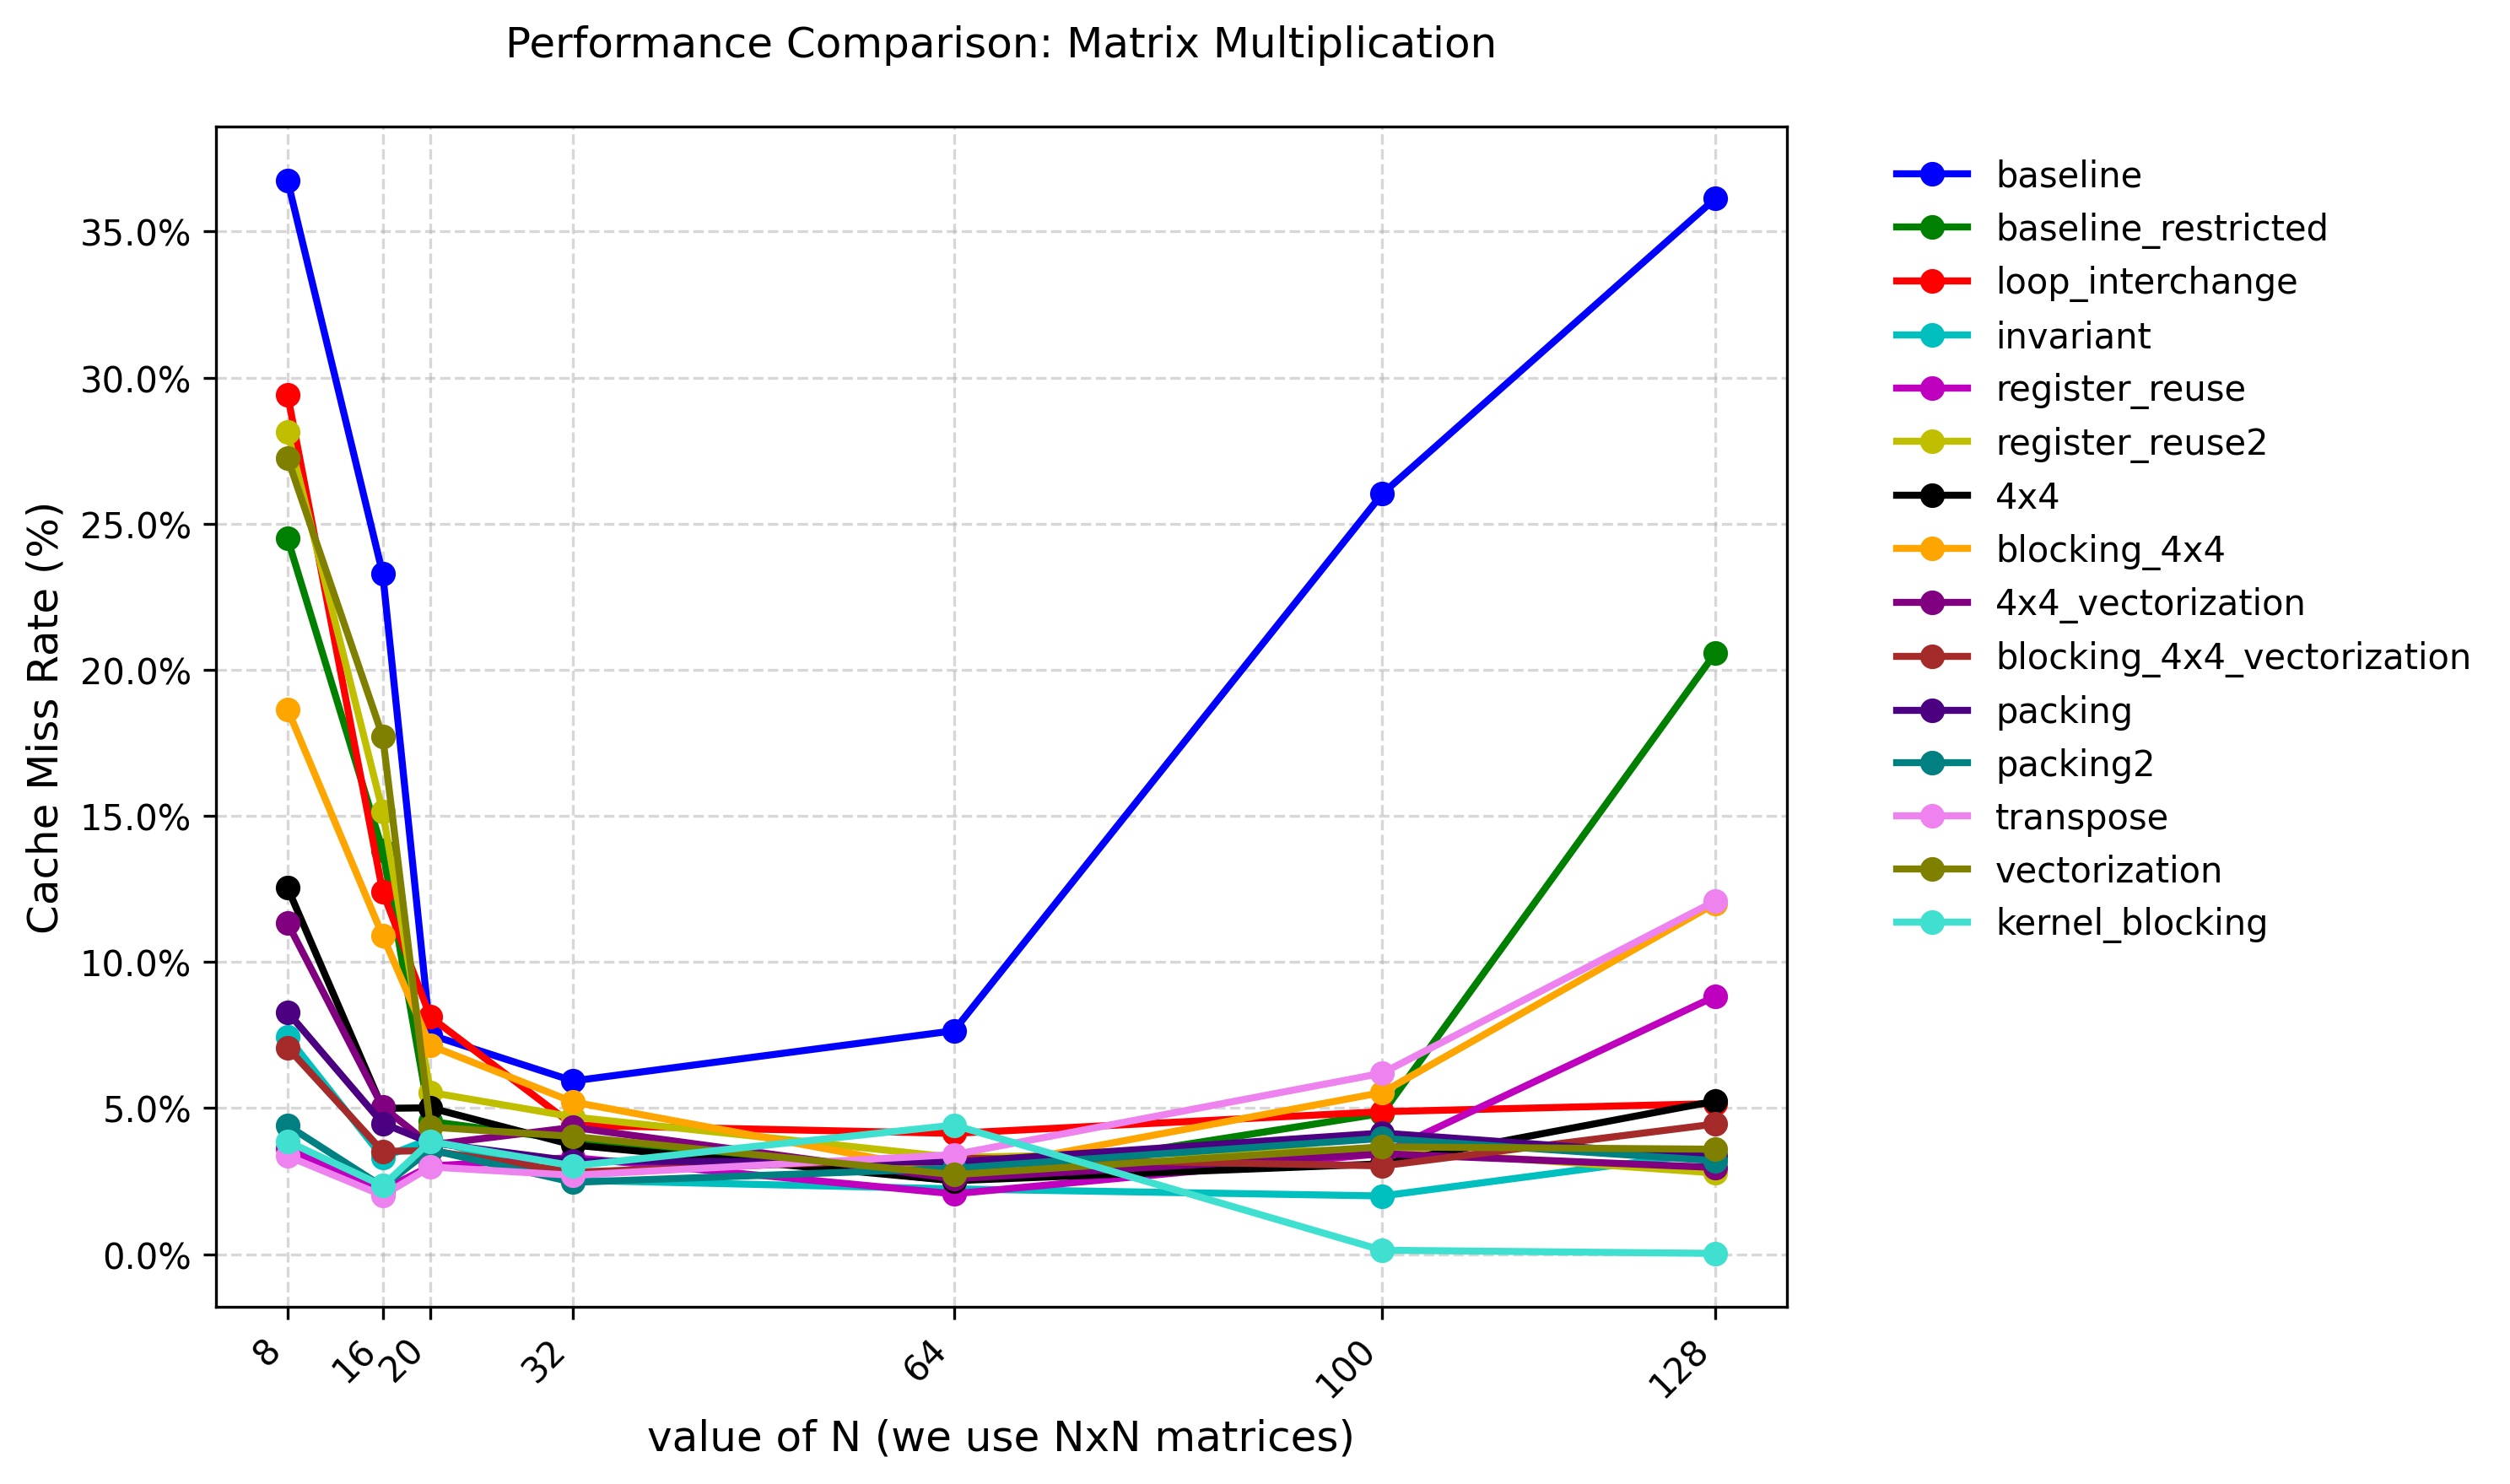 Performance Comparison: Matrix Multiplication
Cache Miss Rate (%)
35.0%
30.0%
25.0%
20.0%
15.0%
10.0%
5.0%
0.0%
8
16
20
32
64
100
128
value of N (we use NxN matrices)
baseline
baseline_restricted
loop_interchange
invariant
register_reuse
register_reuse2
4x4
blocking_4x4
4x4_vectorization
blocking_4x4_vectorization
packing
packing2
transpose
vectorization
kernel_blocking